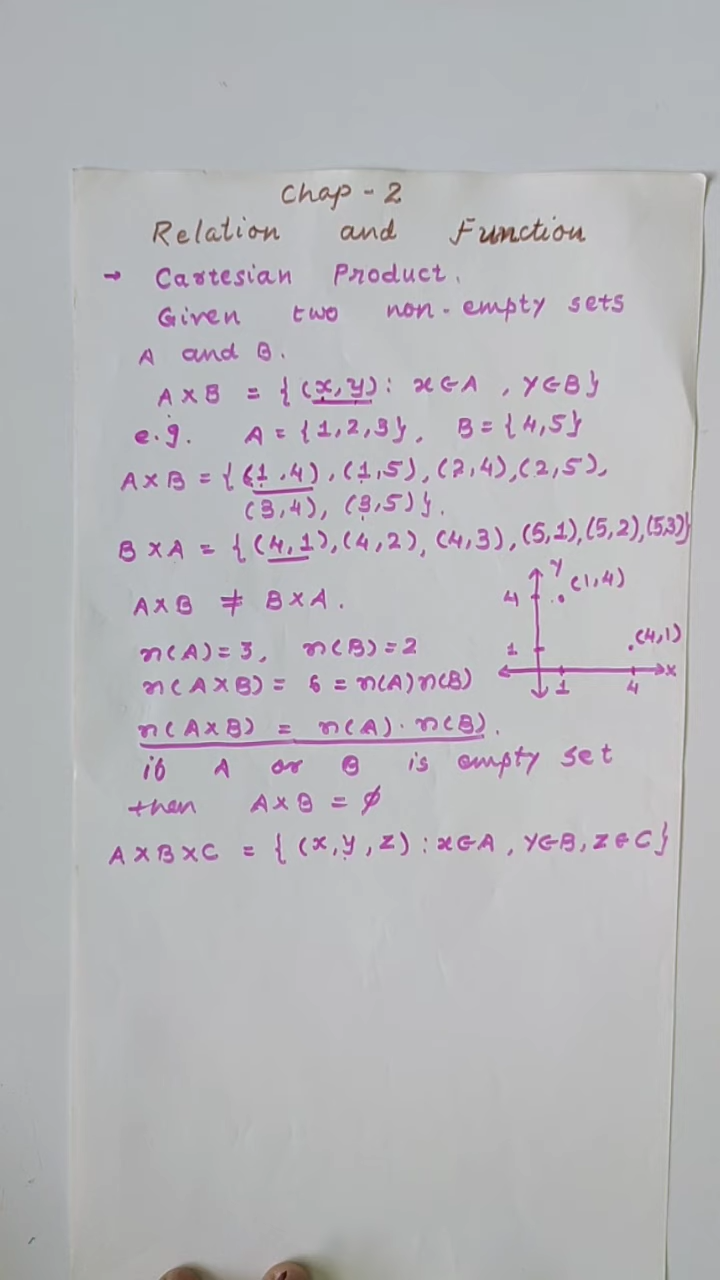 Chap - 2
Relation and Function
→ Cartesian Product.
Given two non-empty sets
A and B.
A×B = {(x,y): x∈A, y∈B}
e.g. A = {1,2,3}, B = {4,5}
A×B = {(1,4), (1,5), (2,4), (2,5),
(3,4), (3,5)}.
B×A = {(4,1), (4,2), (4,3), (5,1), (5,2), (5,3)}
A×B ≠ B×A.
n(A)=3, n(B)=2
n(A×B) = 6 = n(A)n(B)
n(A×B) = n(A)·n(B).
Y
4 (1,4)
1 (4,1)
1 4 X
if A or B is empty set
then A×B = ∅
A×B×C = {(x,y,z): x∈A, y∈B, z∈C}